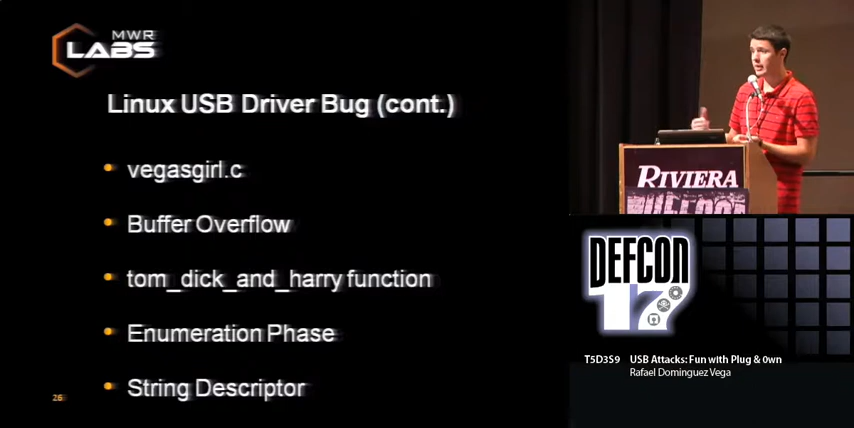 MWR
LABS
Linux USB Driver Bug (cont.)
vegasgirl.c
Buffer Overflow
tom_dick_and_harry function
Enumeration Phase
String Descriptor
26
RIVIERA
DEFCON
17
T5D3S9 USB Attacks: Fun with Plug & 0wn
Rafael Dominguez Vega